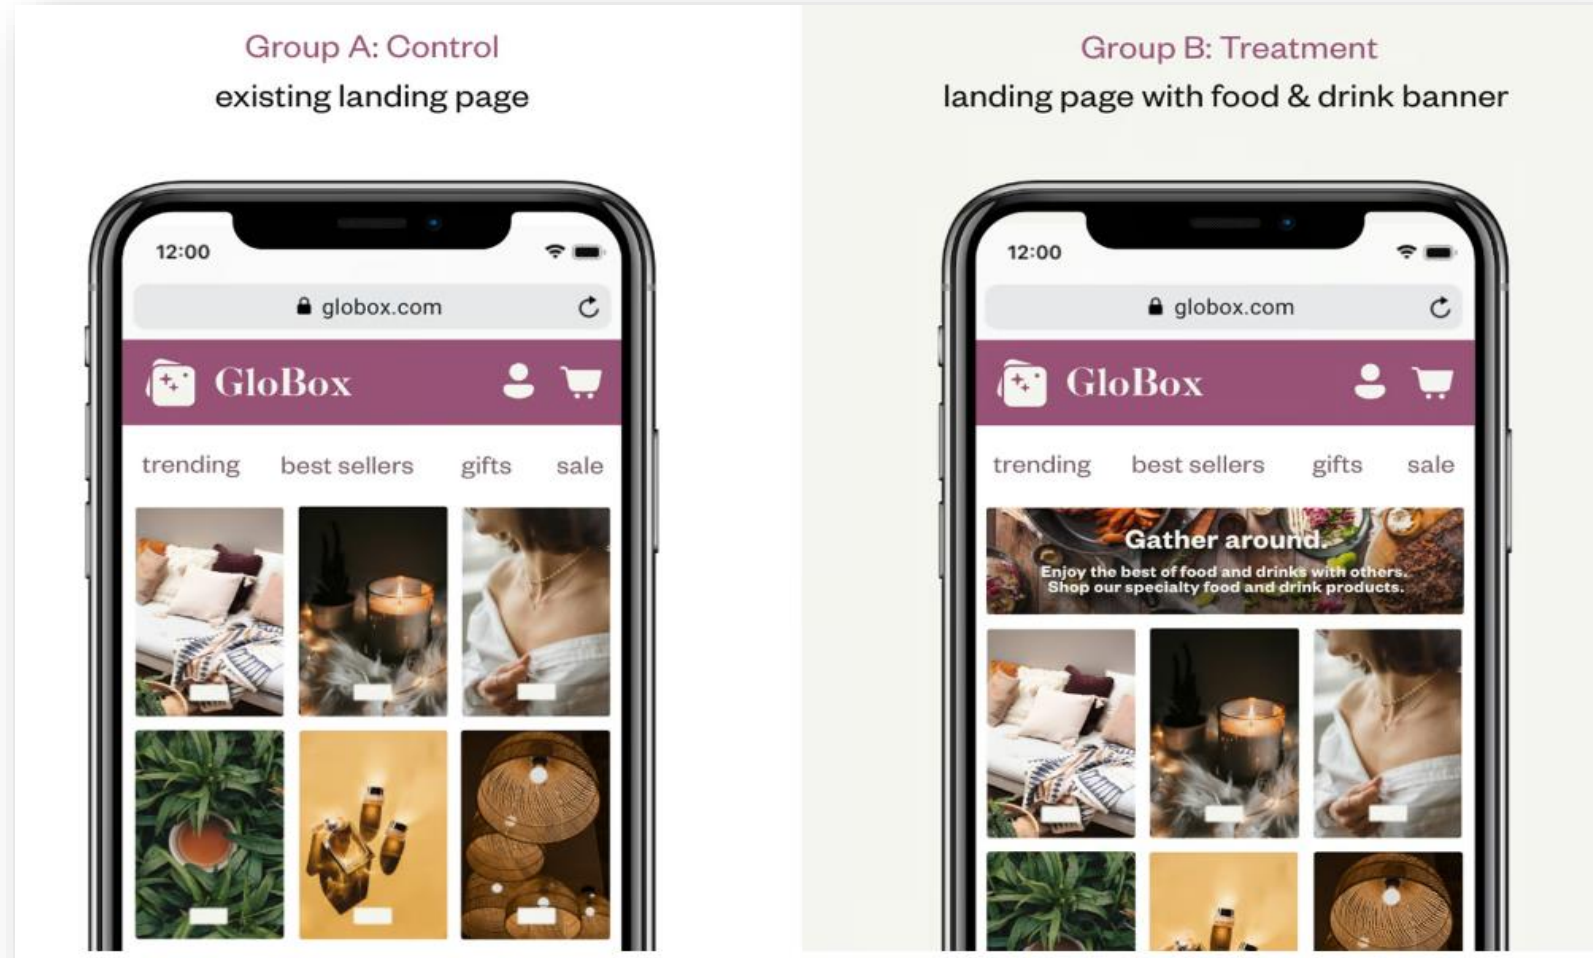 Group A: Control
existing landing page
12:00
globox.com
GloBox
trending best sellers gifts sale
Group B: Treatment
landing page with food & drink banner
12:00
globox.com
GloBox
trending best sellers gifts sale
Gather around.
Enjoy the best of food and drinks with others.
Shop our specialty food and drink products.